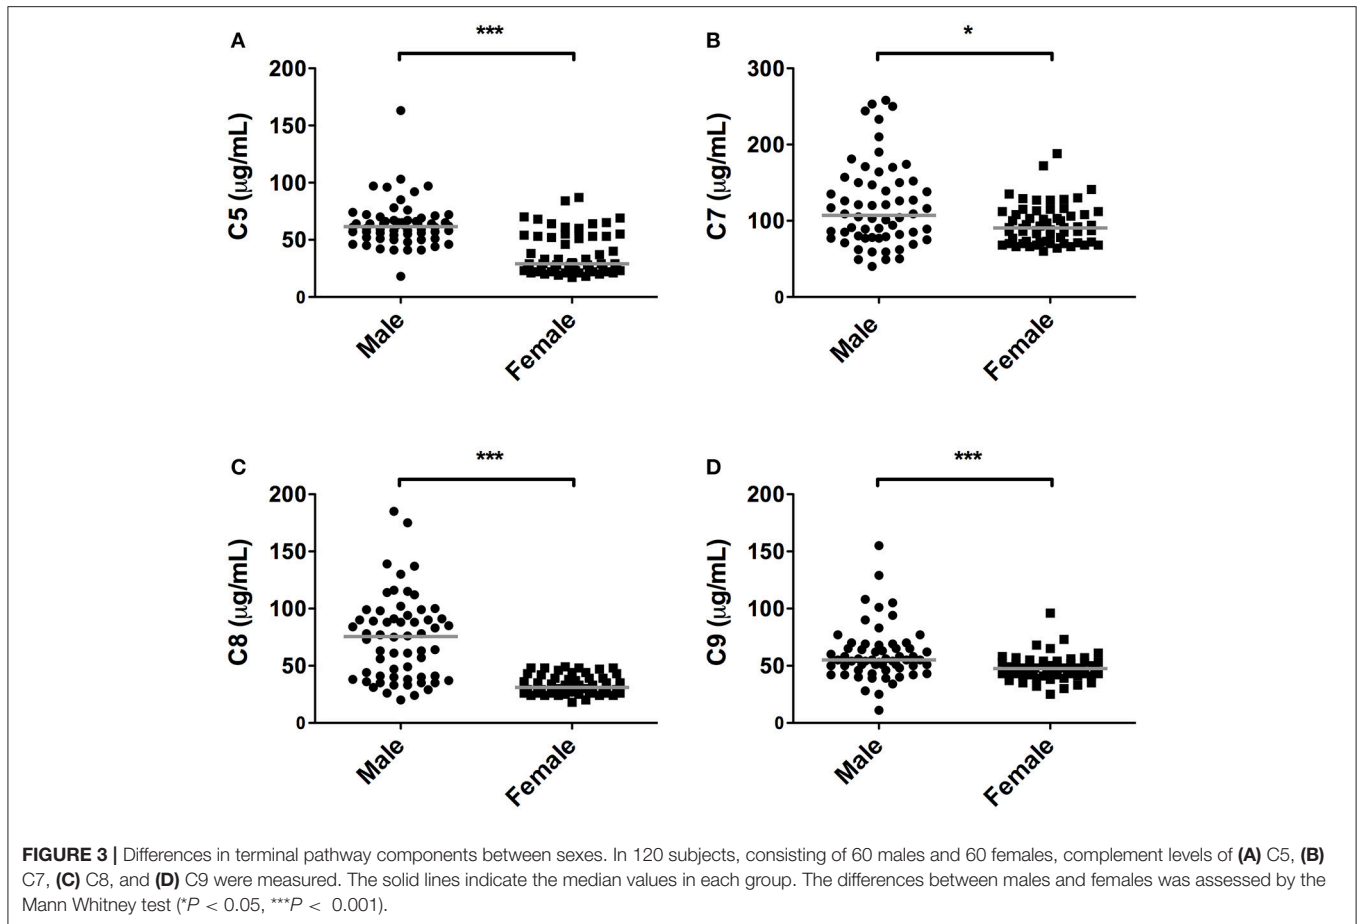 A
***
C5 (µg/mL)
200
150
100
50
0
Male
Female
B
*
C7 (µg/mL)
300
200
100
0
Male
Female
C
***
C8 (µg/mL)
200
150
100
50
0
Male
Female
D
***
C9 (µg/mL)
200
150
100
50
0
Male
Female
FIGURE 3 | Differences in terminal pathway components between sexes. In 120 subjects, consisting of 60 males and 60 females, complement levels of (A) C5, (B)
C7, (C) C8, and (D) C9 were measured. The solid lines indicate the median values in each group. The differences between males and females was assessed by the
Mann Whitney test (*P < 0.05, ***P < 0.001).